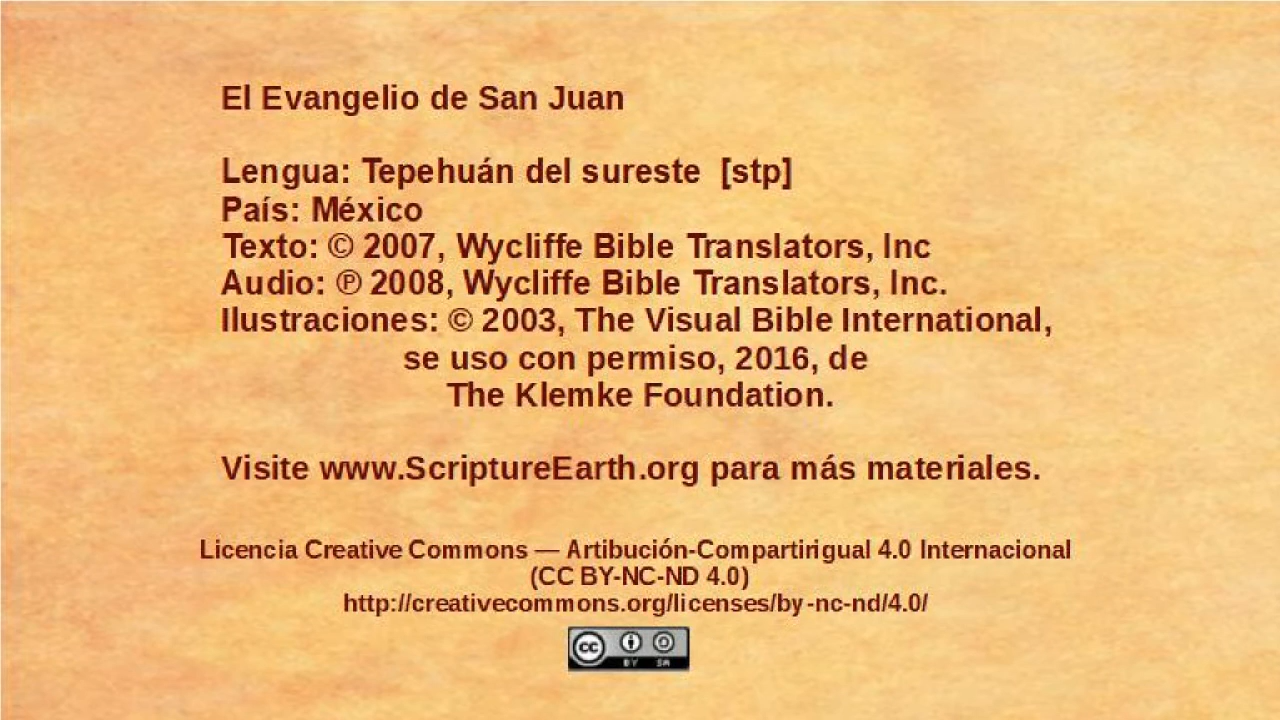 El Evangelio de San Juan
Lengua: Tepehuán del sureste [stp]
País: México
Texto: © 2007, Wycliffe Bible Translators, Inc
Audio: ℗ 2008, Wycliffe Bible Translators, Inc.
Ilustraciones: © 2003, The Visual Bible International,
se uso con permiso, 2016, de
The Klemke Foundation.
Visite www.ScriptureEarth.org para más materiales.
Licencia Creative Commons — Artibución-Compartirigual 4.0 Internacional
(CC BY-NC-ND 4.0)
http://creativecommons.org/licenses/by-nc-nd/4.0/
cc BY SA